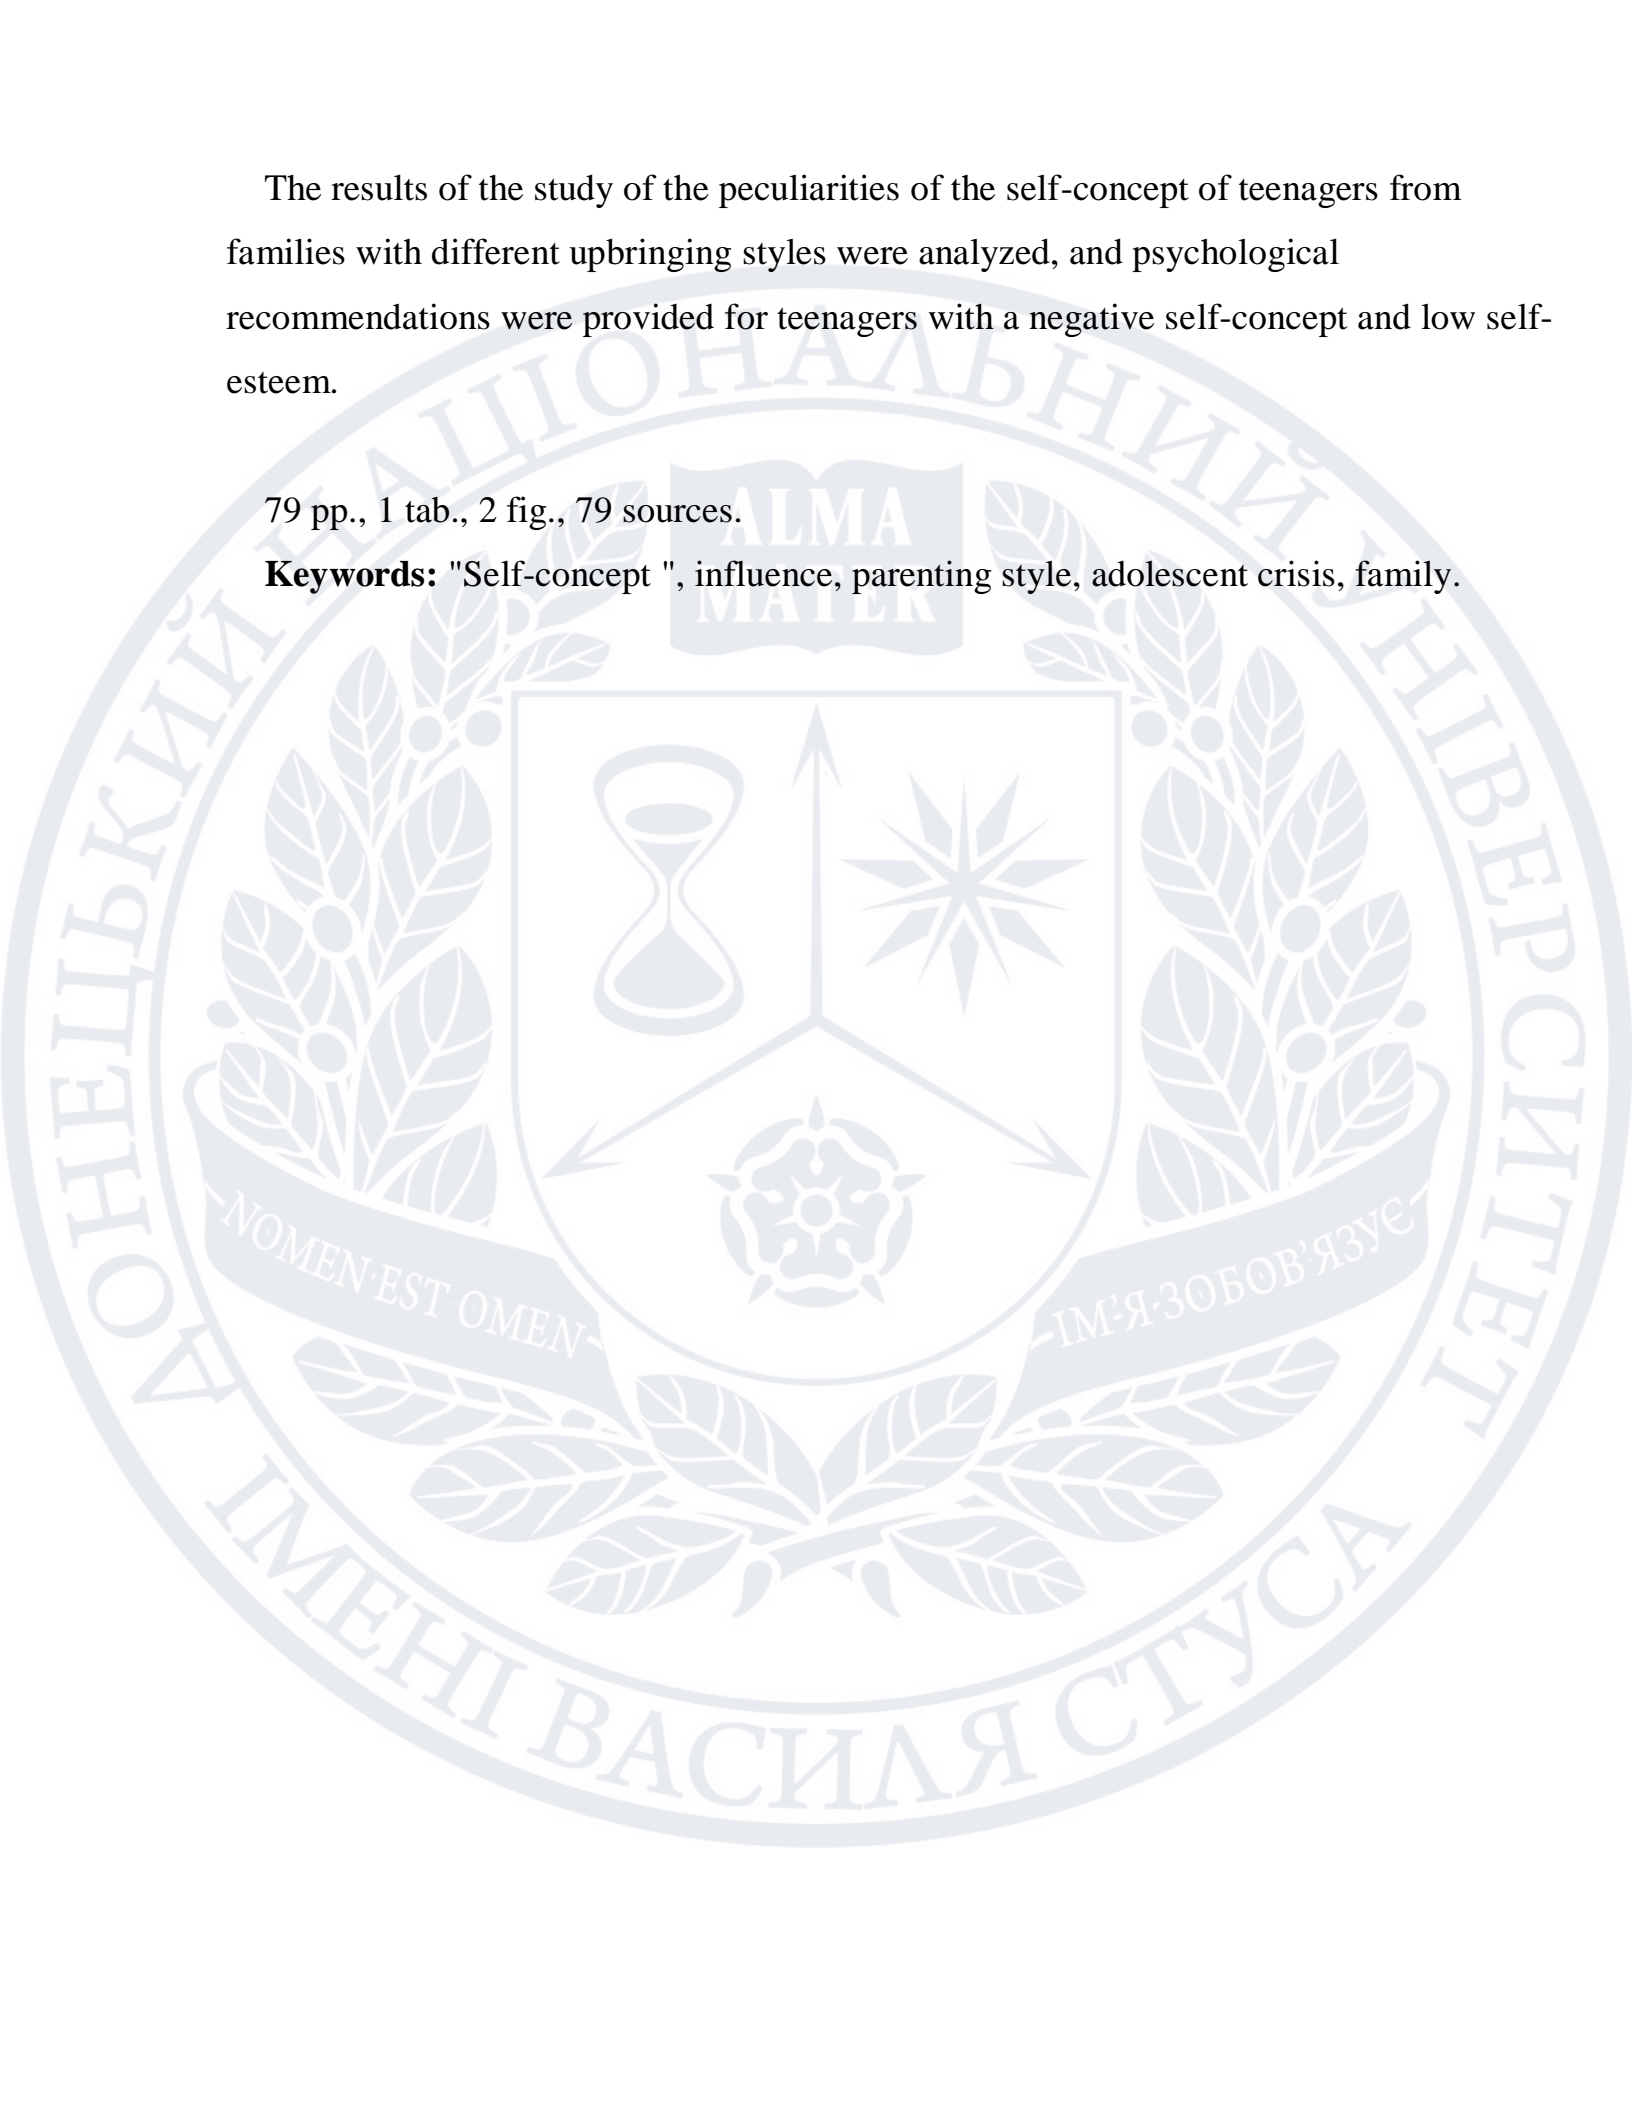 The results of the study of the peculiarities of the self-concept of teenagers from
families with different upbringing styles were analyzed, and psychological
recommendations were provided for teenagers with a negative self-concept and low self-
esteem.
79 pp., 1 tab., 2 fig., 79 sources.
Keywords: "Self-concept ", influence, parenting style, adolescent crisis, family.
ДОНЕЦЬКИЙ НАЦІОНАЛЬНИЙ УНІВЕРСИТЕТ
ALMA
MATER
NOMEN EST OMEN
ІМ’Я ЗОБОВ’ЯЗУЄ
ІМЕНІ ВАСИЛЯ СТУСА